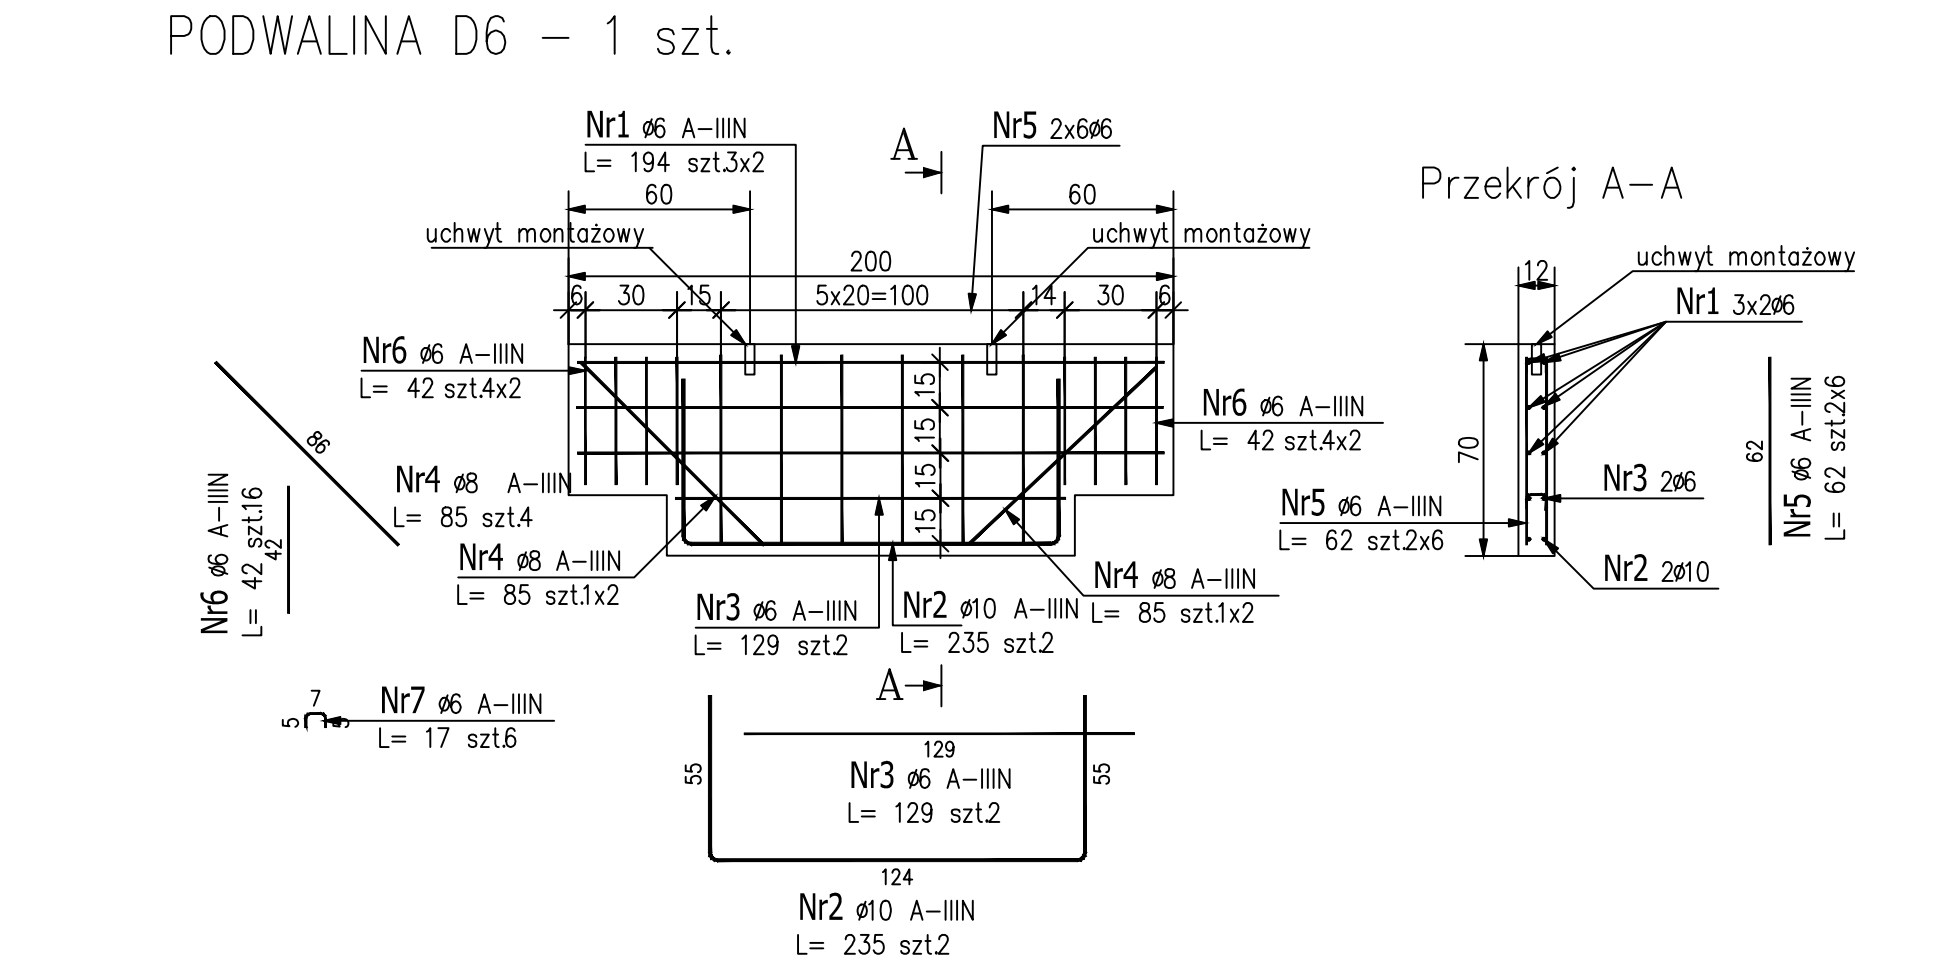 PODWALINA D6 - 1 szt.
Nr1 ø6 A-IIIN
L= 194 szt.3x2
A
Nr5 2x6ø6
Przekrój A-A
60
60
uchwyt montażowy
uchwyt montażowy
uchwyt montażowy
200
12
6
30
15
5x20=100
14
30
6
Nr1 3x2ø6
Nr6 ø6 A-IIIN
L= 42 szt.4x2
15
15
15
15
Nr6 ø6 A-IIIN
L= 42 szt.4x2
70
62
Nr5 ø6 A-IIIN
L= 62 szt.2x6
86
Nr4 ø8 A-IIIN
L= 85 szt.4
Nr3 2ø6
Nr5 ø6 A-IIIN
L= 62 szt.2x6
Nr6 ø6 A-IIIN
L= 42 szt.16
42
Nr4 ø8 A-IIIN
L= 85 szt.1x2
Nr4 ø8 A-IIIN
L= 85 szt.1x2
Nr2 2ø10
Nr3 ø6 A-IIIN
L= 129 szt.2
Nr2 ø10 A-IIIN
L= 235 szt.2
A
7
5
5
Nr7 ø6 A-IIIN
L= 17 szt.6
129
55
55
Nr3 ø6 A-IIIN
L= 129 szt.2
124
Nr2 ø10 A-IIIN
L= 235 szt.2